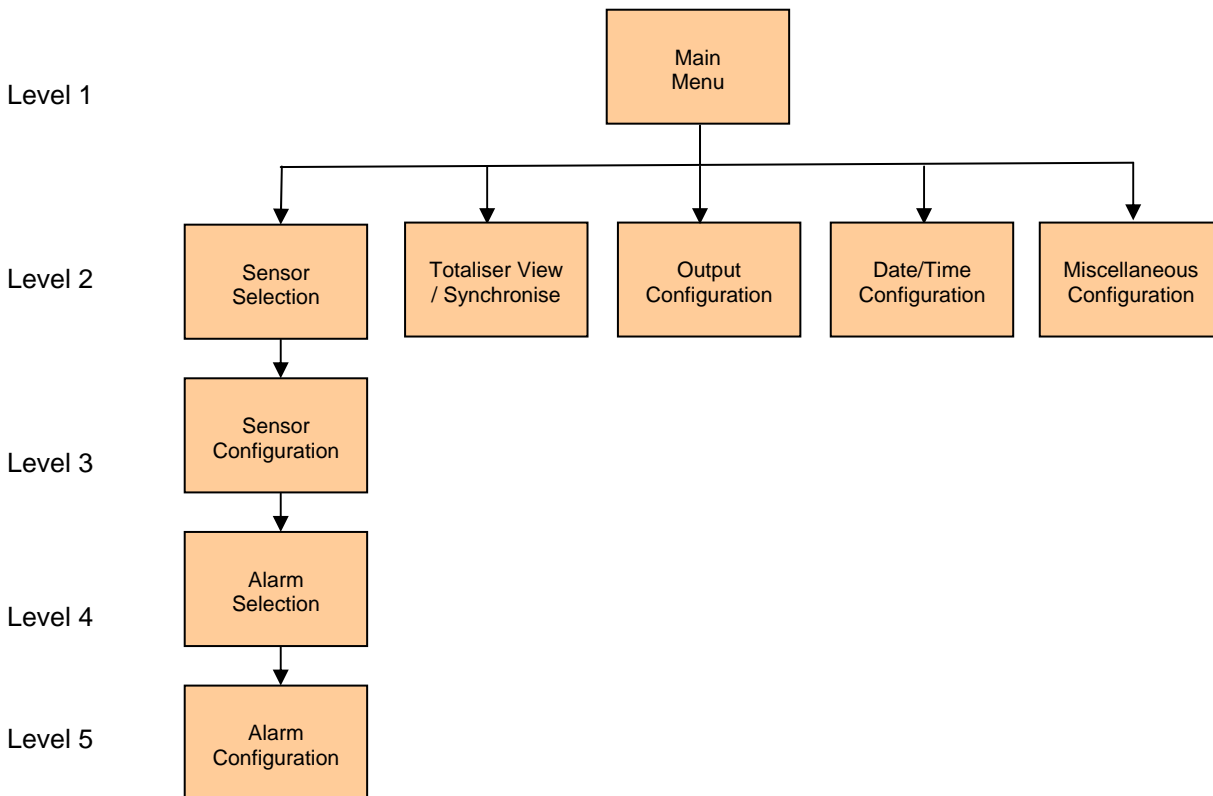 Main
Menu
Level 1
Level 2
Sensor
Selection
Totaliser View
/ Synchronise
Output
Configuration
Date/Time
Configuration
Miscellaneous
Configuration
Level 3
Sensor
Configuration
Level 4
Alarm
Selection
Level 5
Alarm
Configuration